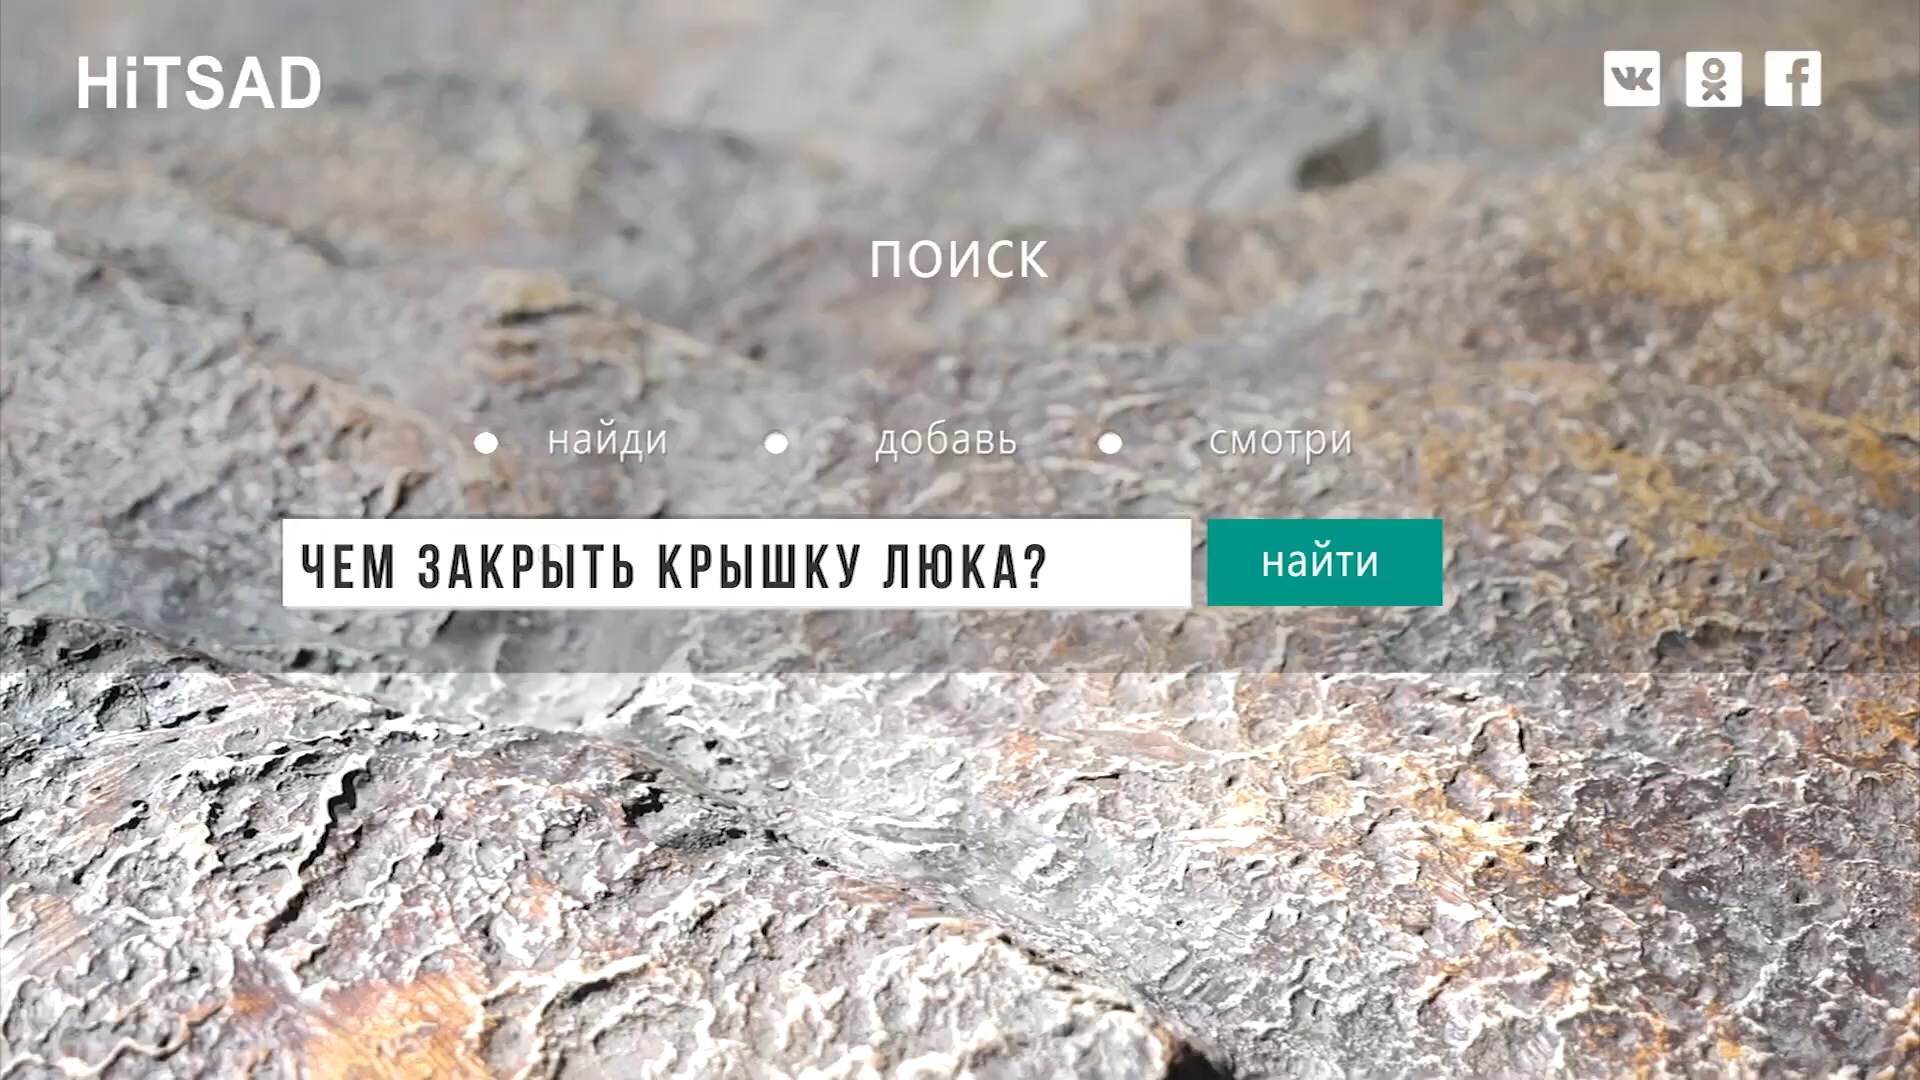 HiTSAD
поиск
найди добавь смотри
ЧЕМ ЗАКРЫТЬ КРЫШКУ ЛЮКА?
найти